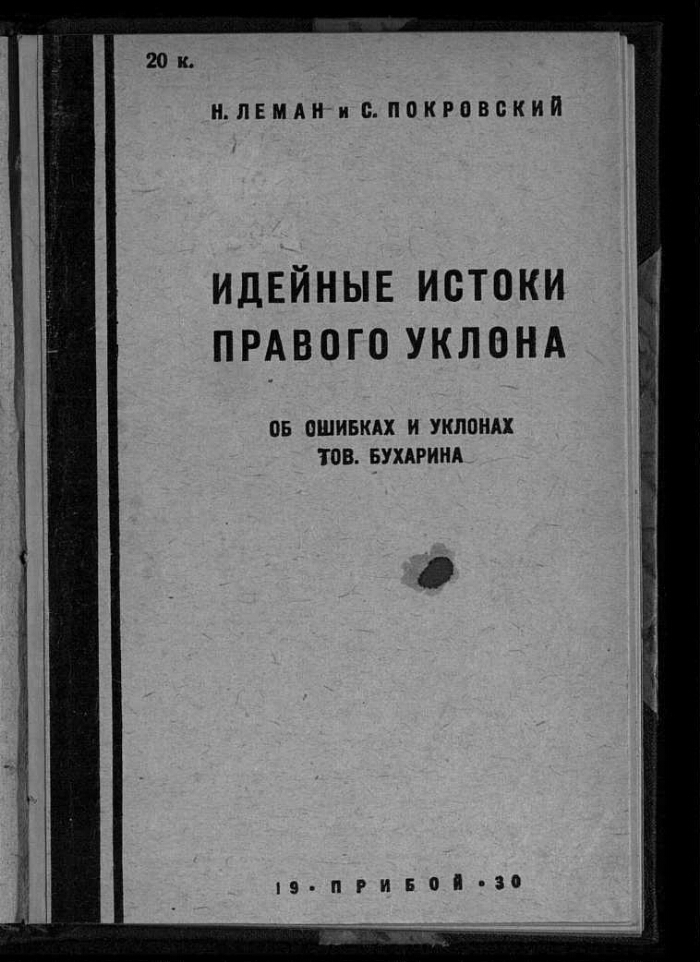 20 к.
Н. ЛЕМАН и С. ПОКРОВСКИЙ
ИДЕЙНЫЕ ИСТОКИ
ПРАВОГО УКЛОНА
ОБ ОШИБКАХ И УКЛОНАХ
ТОВ. БУХАРИНА
19 • ПРИБОЙ • 30